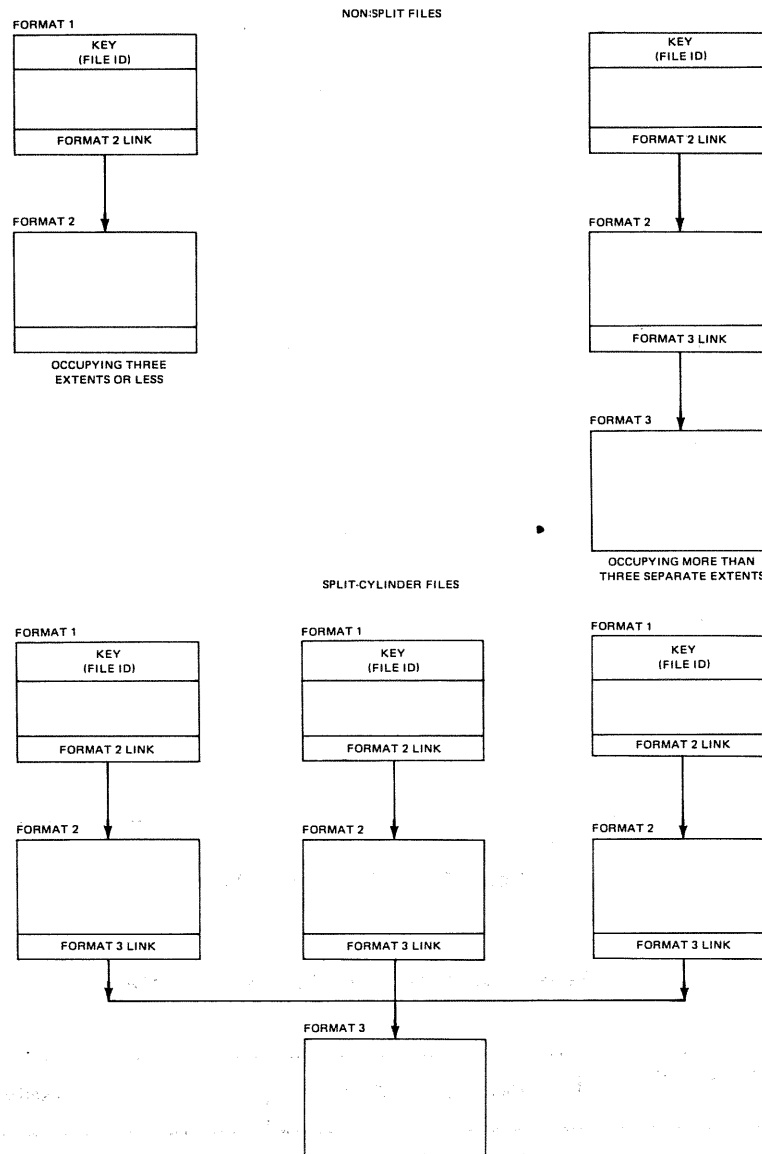 NON:SPLIT FILES
FORMAT 1
KEY
(FILE ID)
FORMAT 2 LINK
FORMAT 2
OCCUPYING THREE
EXTENTS OR LESS
KEY
(FILE ID)
FORMAT 2 LINK
FORMAT 2
FORMAT 3 LINK
FORMAT 3
OCCUPYING MORE THAN
THREE SEPARATE EXTENTS
SPLIT-CYLINDER FILES
FORMAT 1
KEY
(FILE ID)
FORMAT 2 LINK
FORMAT 2
FORMAT 3 LINK
FORMAT 1
KEY
(FILE ID)
FORMAT 2 LINK
FORMAT 2
FORMAT 3 LINK
FORMAT 1
KEY
(FILE ID)
FORMAT 2 LINK
FORMAT 2
FORMAT 3 LINK
FORMAT 3